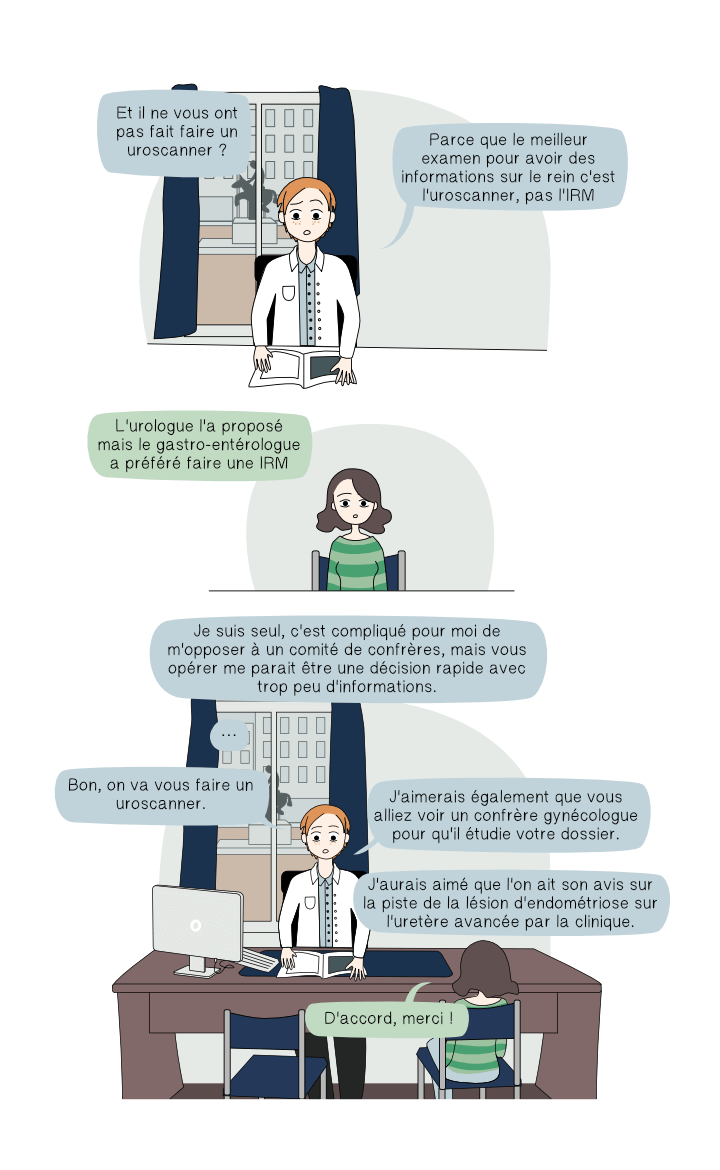 Et il ne vous ont
pas fait faire un
uroscanner ?
Parce que le meilleur
examen pour avoir des
informations sur le rein c'est
l'uroscanner, pas l'IRM
L'urologue l'a proposé
mais le gastro-entérologue
a préféré faire une IRM
Je suis seul, c'est compliqué pour moi de
m'opposer à un comité de confrères, mais vous
opérer me parait être une décision rapide avec
trop peu d'informations.
...
Bon, on va vous faire un
uroscanner.
J'aimerais également que vous
alliez voir un confrère gynécologue
pour qu'il étudie votre dossier.
J'aurais aimé que l'on ait son avis sur
la piste de la lésion d'endométriose sur
l'uretère avancée par la clinique.
D'accord, merci !